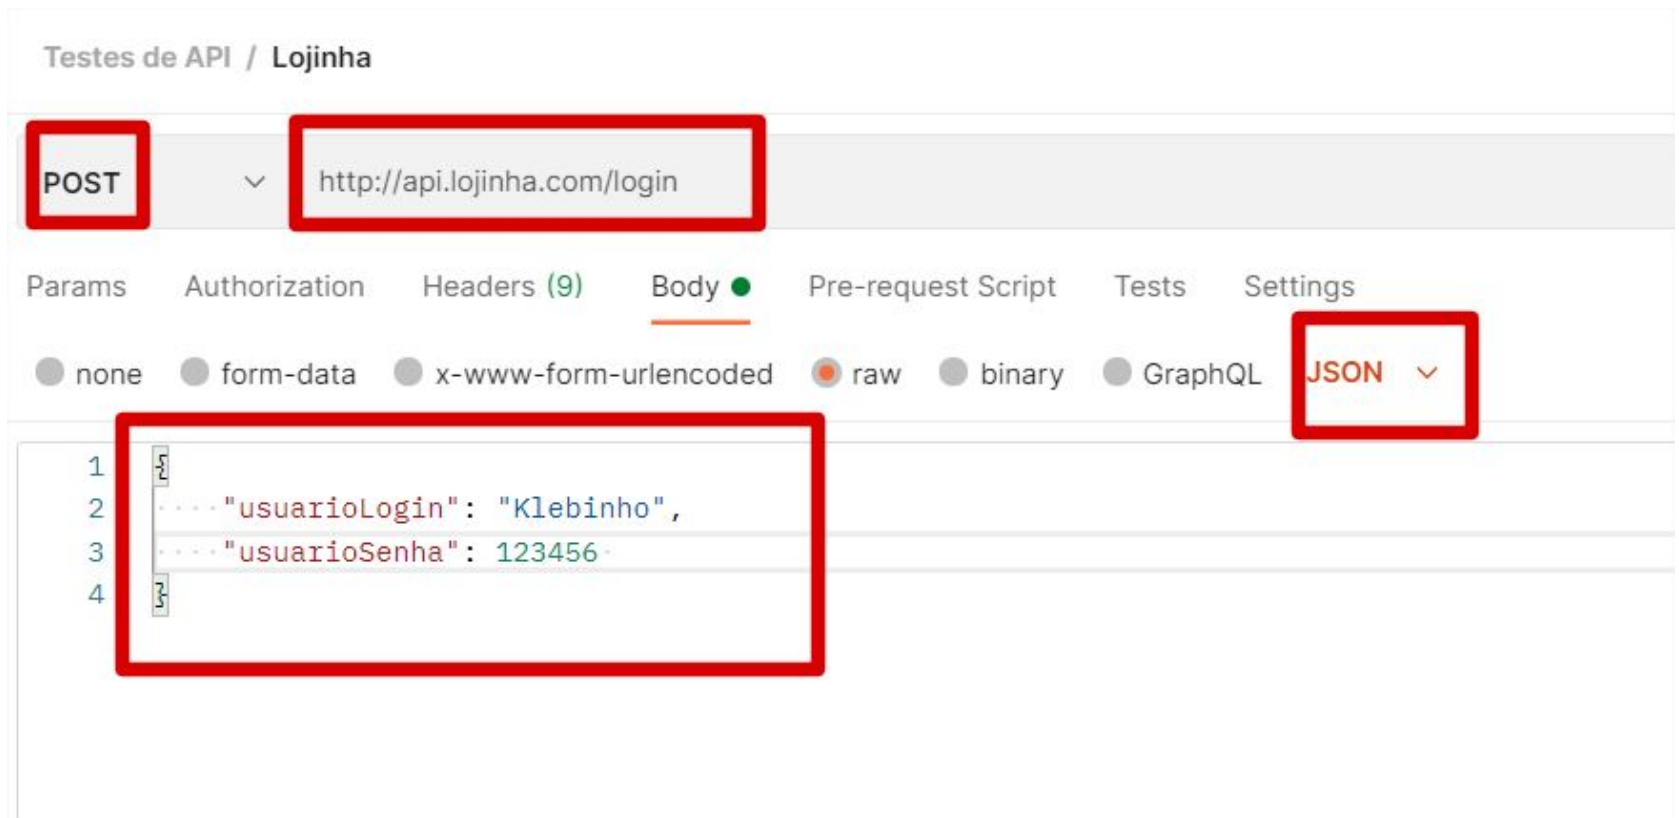 Testes de API / Lojinha
POST http://api.lojinha.com/login
Params Authorization Headers (9) Body Pre-request Script Tests Settings
none form-data x-www-form-urlencoded raw binary GraphQL JSON
1 {
2 "usuarioLogin": "Klebinho",
3 "usuarioSenha": 123456
4 }